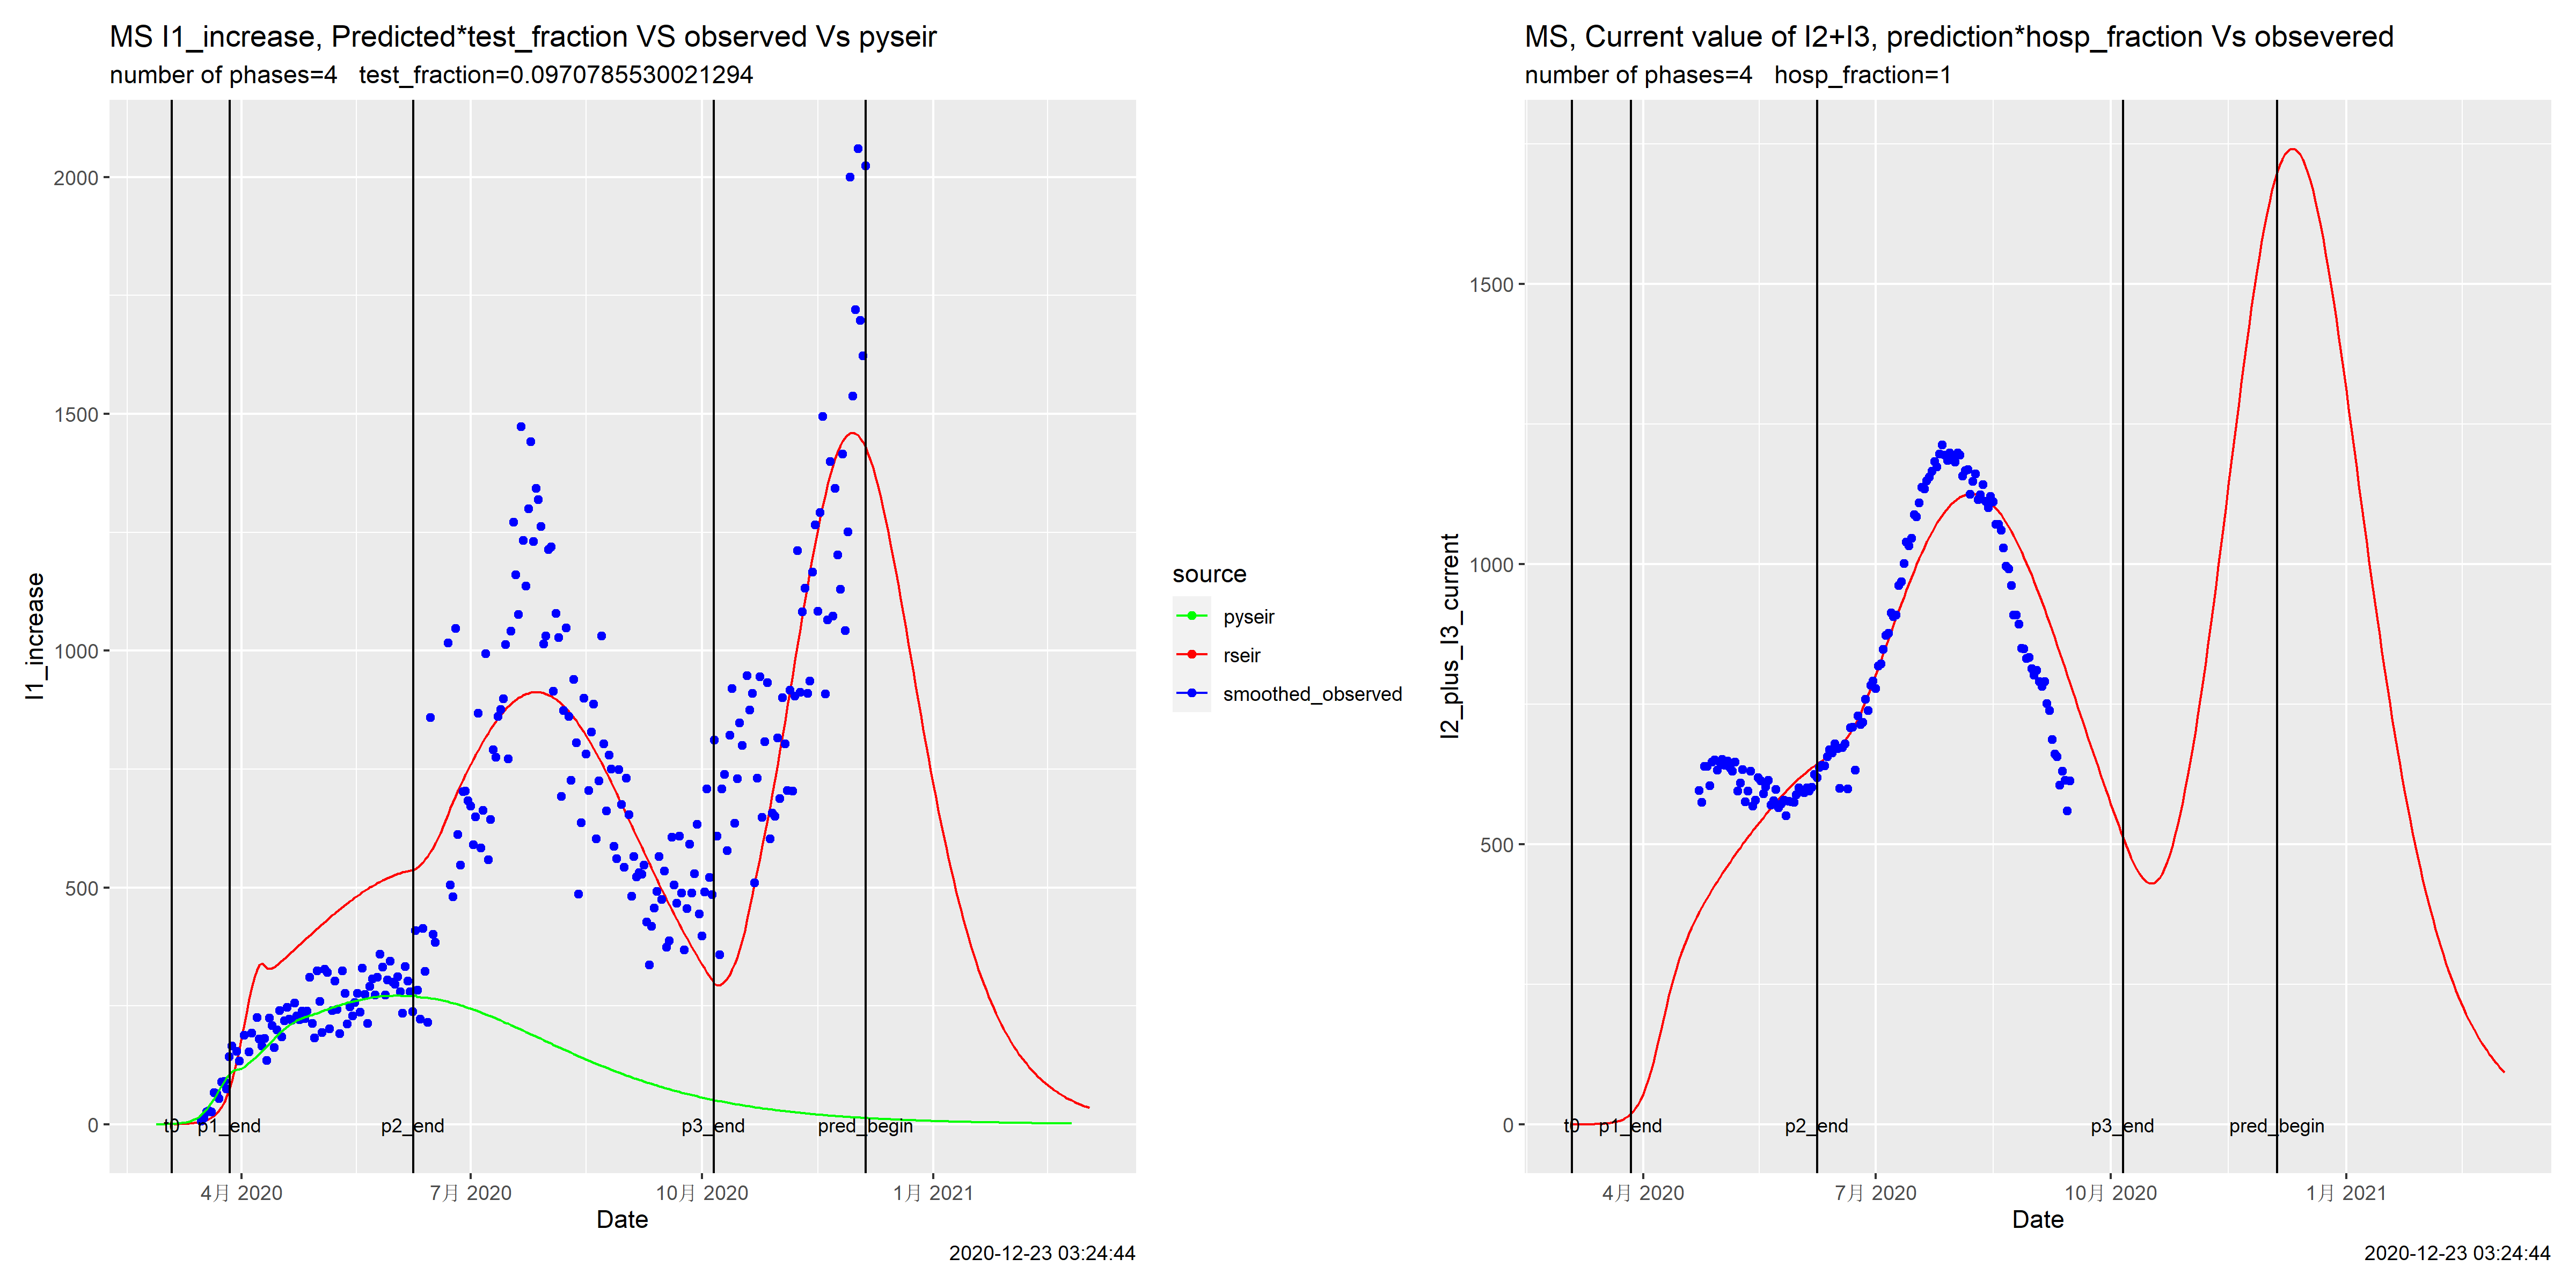 MS I1_increase, Predicted*test_fraction VS observed Vs pyseir
number of phases=4 test_fraction=0.0970785530021294
I1_increase
2000
1500
1000
500
0
t0 p1_end p2_end p3_end pred_begin
4月 2020 7月 2020 10月 2020 1月 2021
Date
2020-12-23 03:24:44
source
pyseir
rseir
smoothed_observed
MS, Current value of I2+I3, prediction*hosp_fraction Vs obsevered
number of phases=4 hosp_fraction=1
I2_plus_I3_current
1500
1000
500
0
t0 p1_end p2_end p3_end pred_begin
4月 2020 7月 2020 10月 2020 1月 2021
Date
2020-12-23 03:24:44